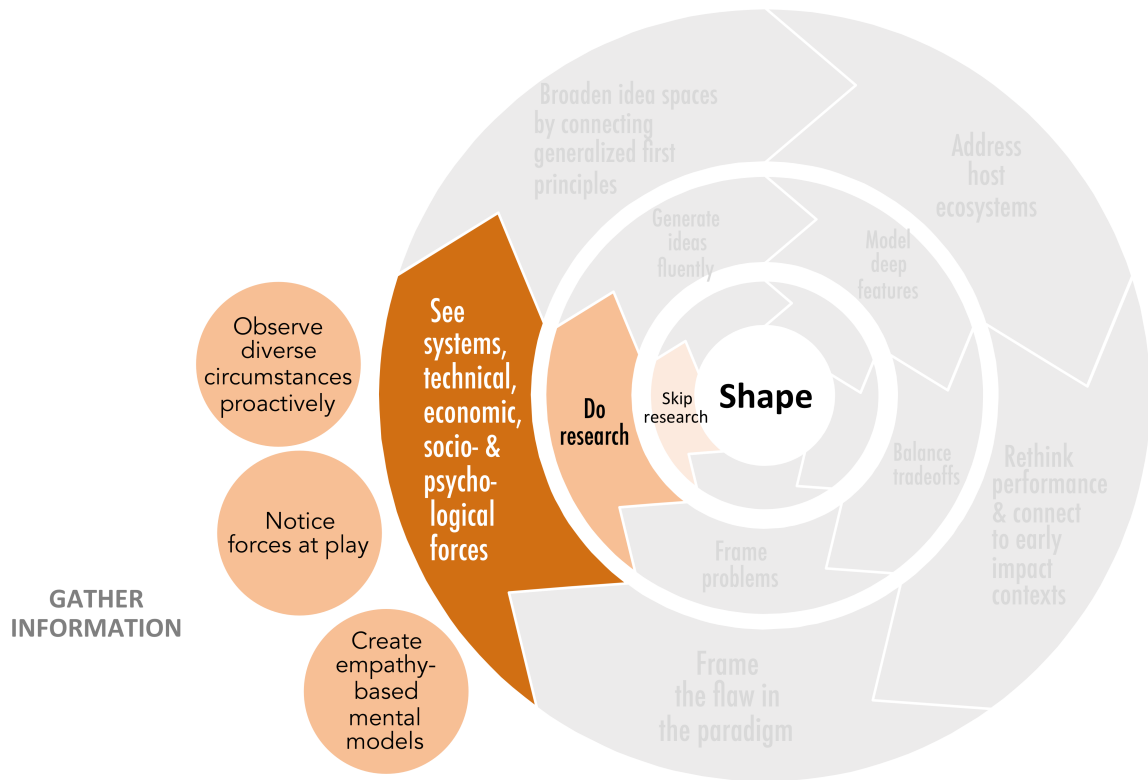 Broaden idea spaces
by connecting
generalized first
principles
Address
host
ecosystems
Generate
ideas
fluently
Model
deep
features
See
systems,
technical,
economic,
socio- &
psycho-
logical
forces
Do
research
Skip
research
Shape
Balance
tradeoffs
Rethink
performance
& connect
to early
impact
contexts
Frame
problems
Frame
the flaw in
the paradigm
Observe
diverse
circumstances
proactively
Notice
forces at play
Create
empathy-
based
mental
models
GATHER
INFORMATION